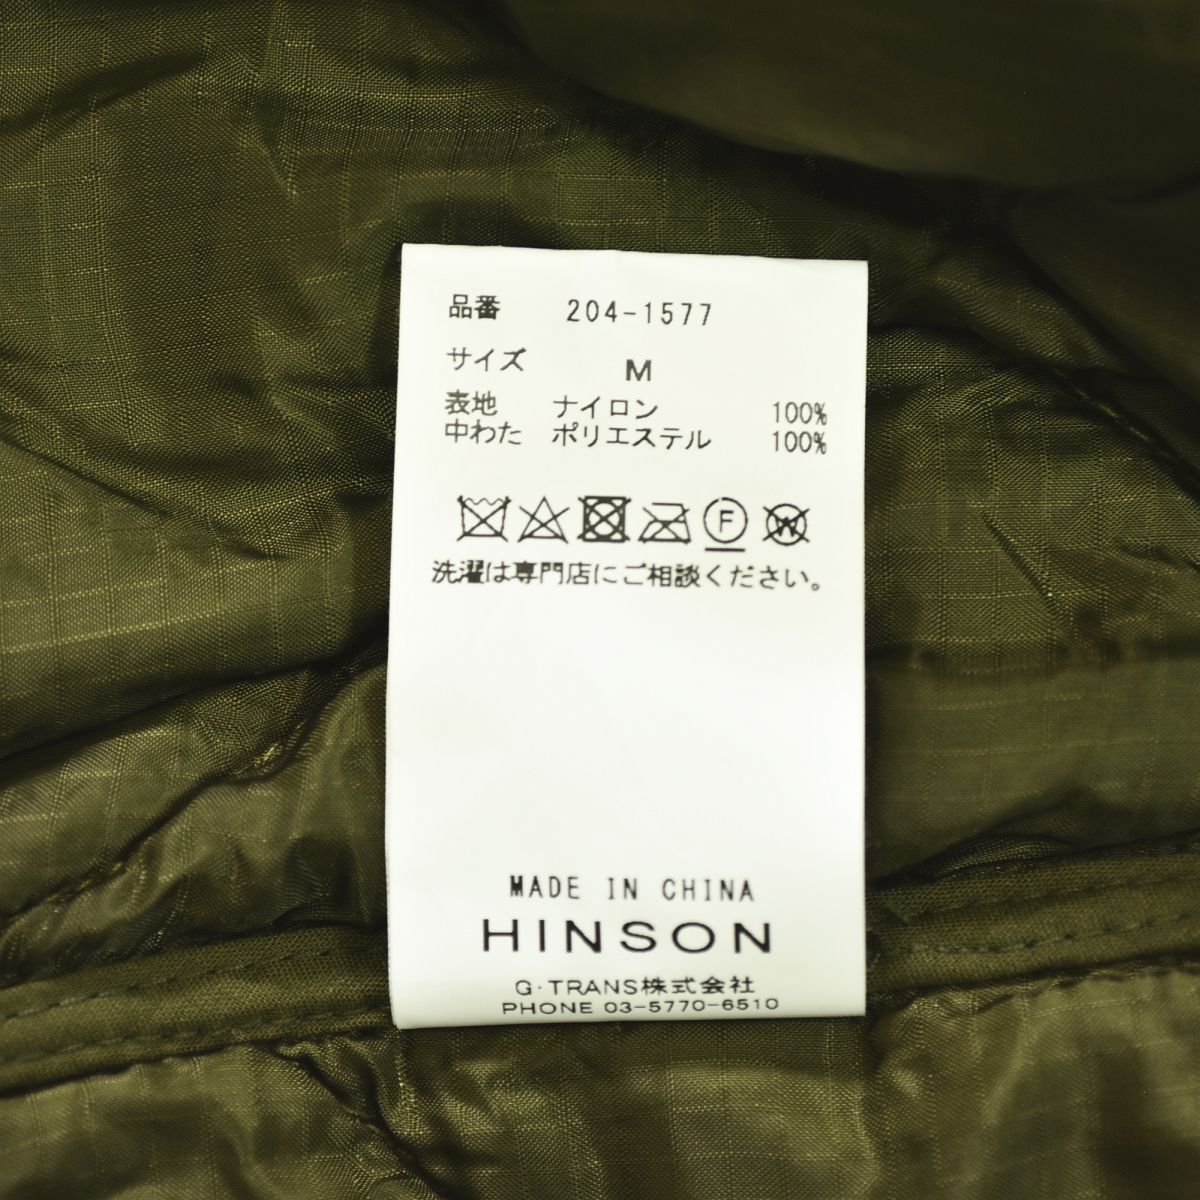 品番 204-1577
サイズ M
表地 ナイロン 100%
中わた ポリエステル 100%
F W
洗濯は専門店にご相談ください。
MADE IN CHINA
HINSON
G·TRANS株式会社
PHONE 03-5770-6510